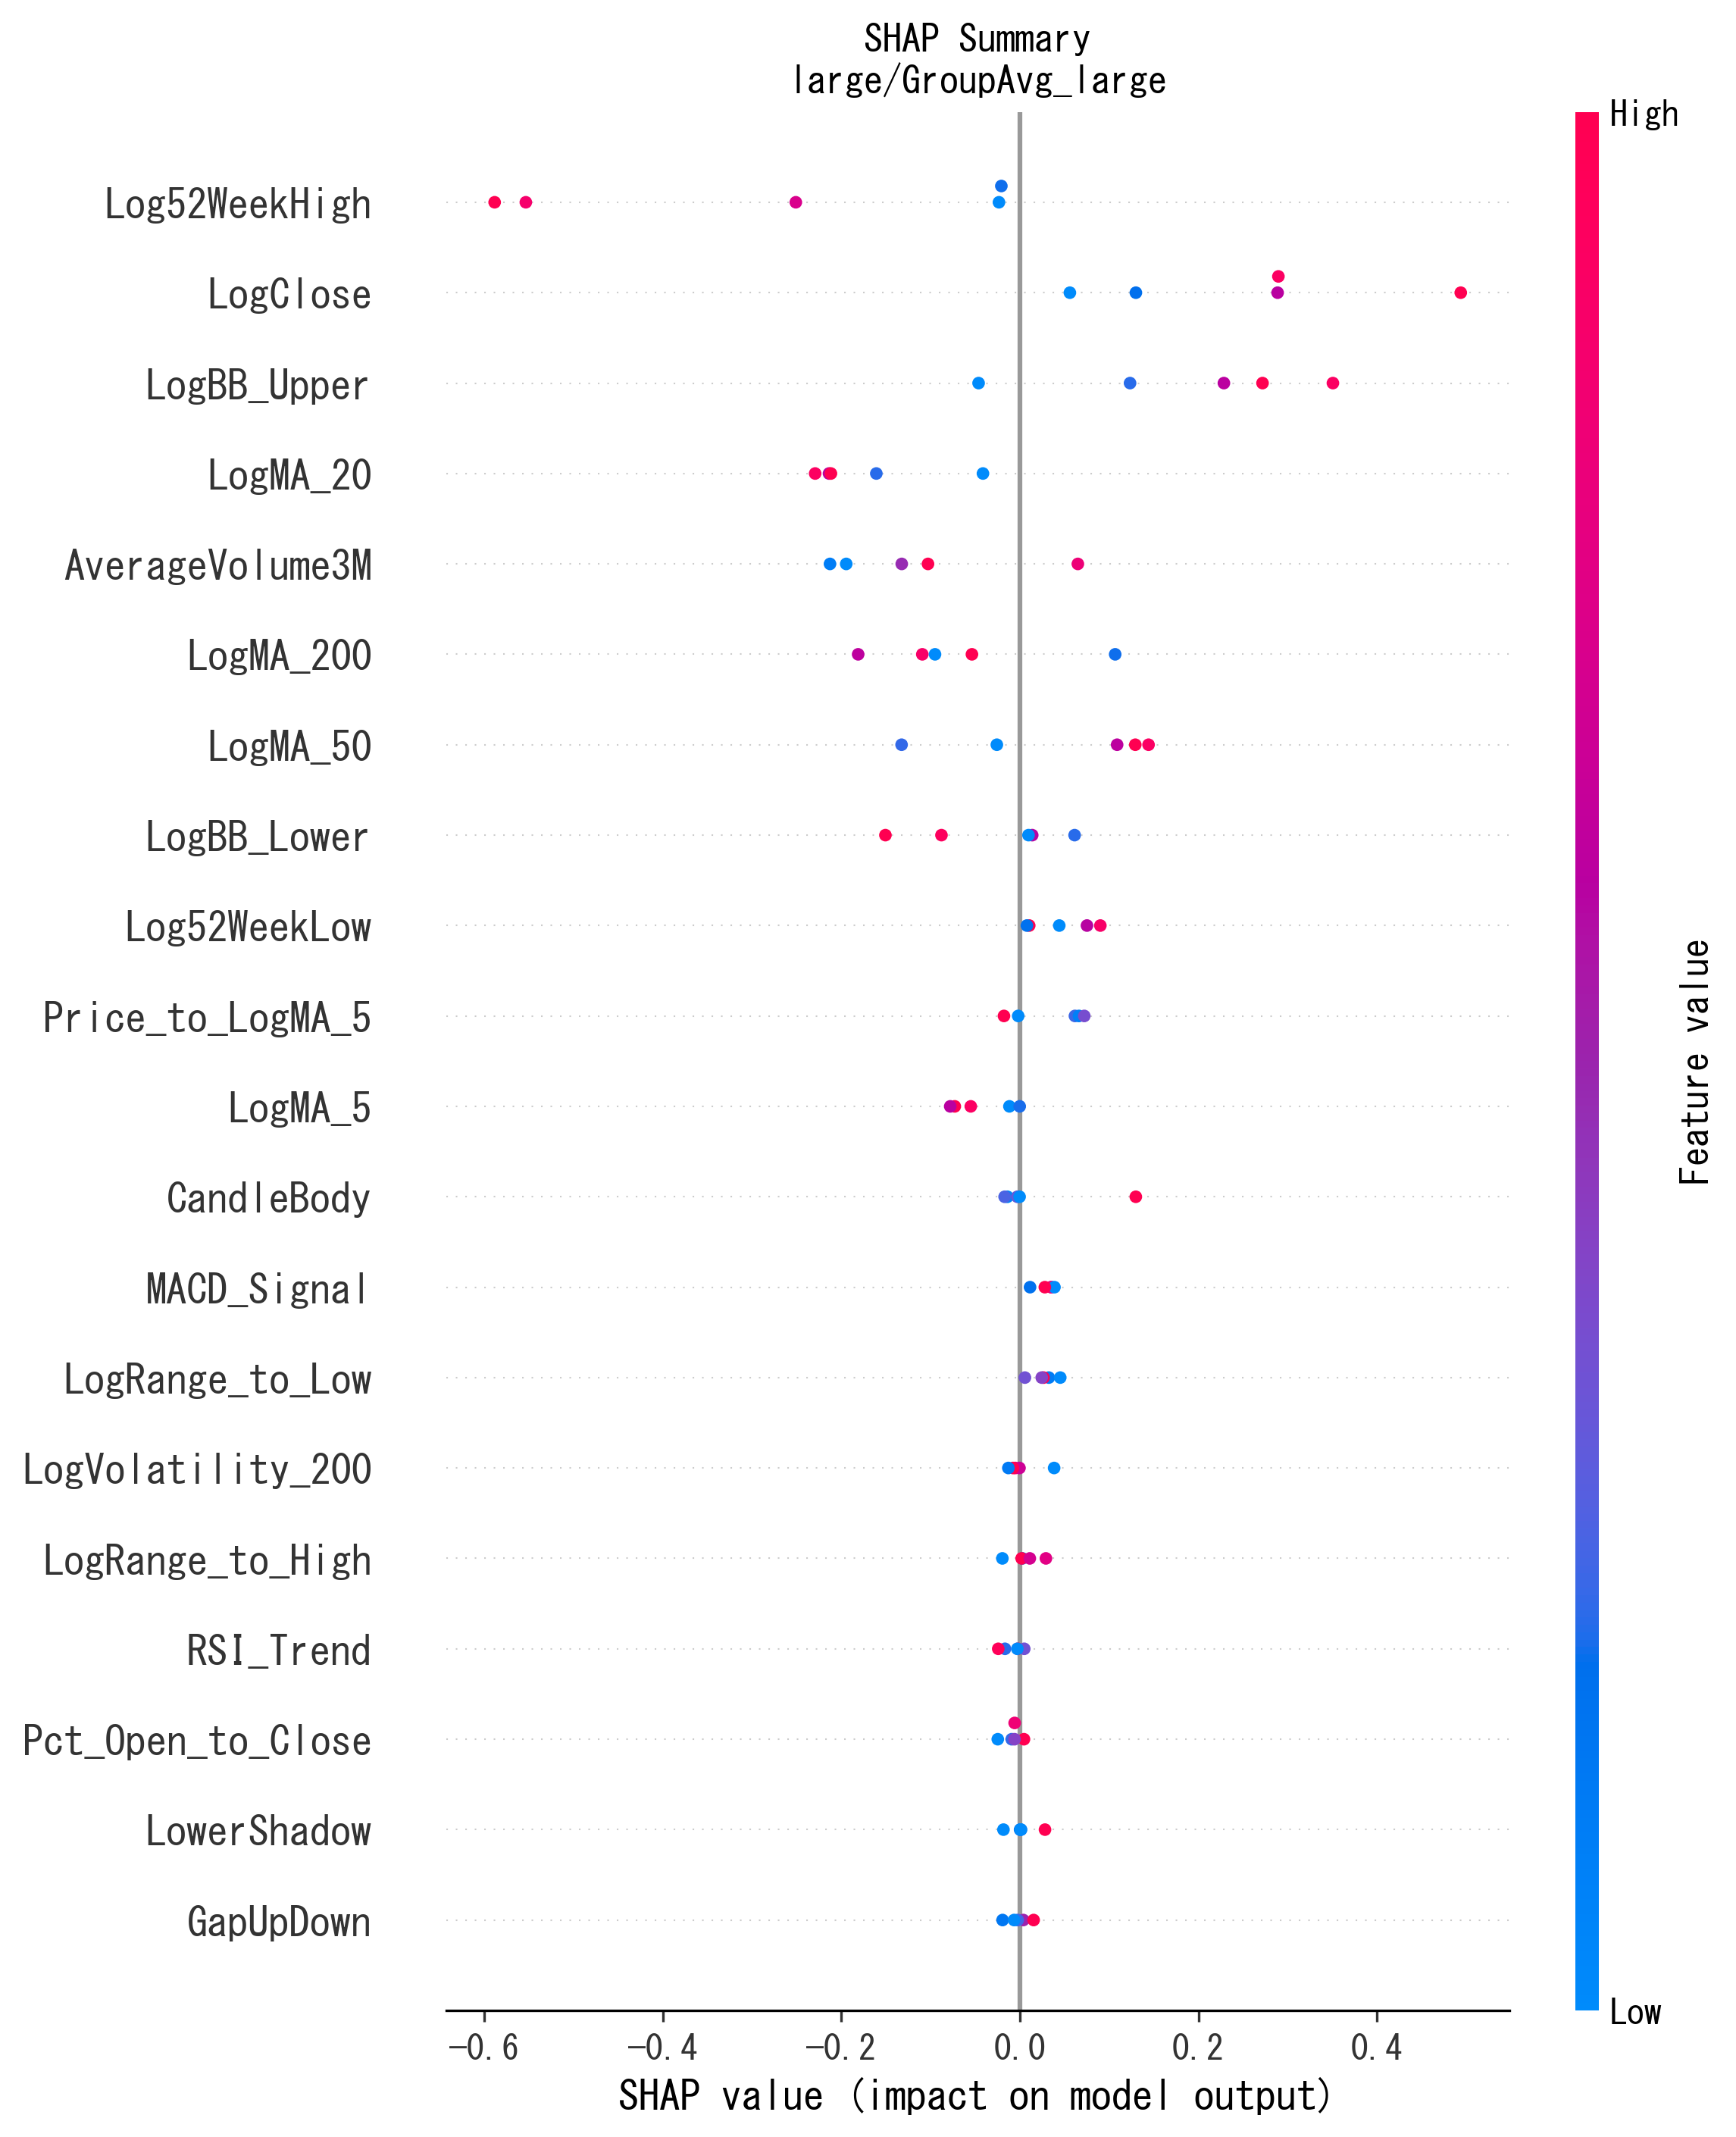 SHAP Summary
large/GroupAvg_large
High
Log52WeekHigh
LogClose
LogBB_Upper
LogMA_20
AverageVolume3M
LogMA_200
LogMA_50
LogBB_Lower
Log52WeekLow
Price_to_LogMA_5
LogMA_5
CandleBody
MACD_Signal
LogRange_to_Low
LogVolatility_200
LogRange_to_High
RSI_Trend
Pct_Open_to_Close
LowerShadow
GapUpDown
Feature value
Low
−0.6 −0.4 −0.2 0.0 0.2 0.4
SHAP value (impact on model output)